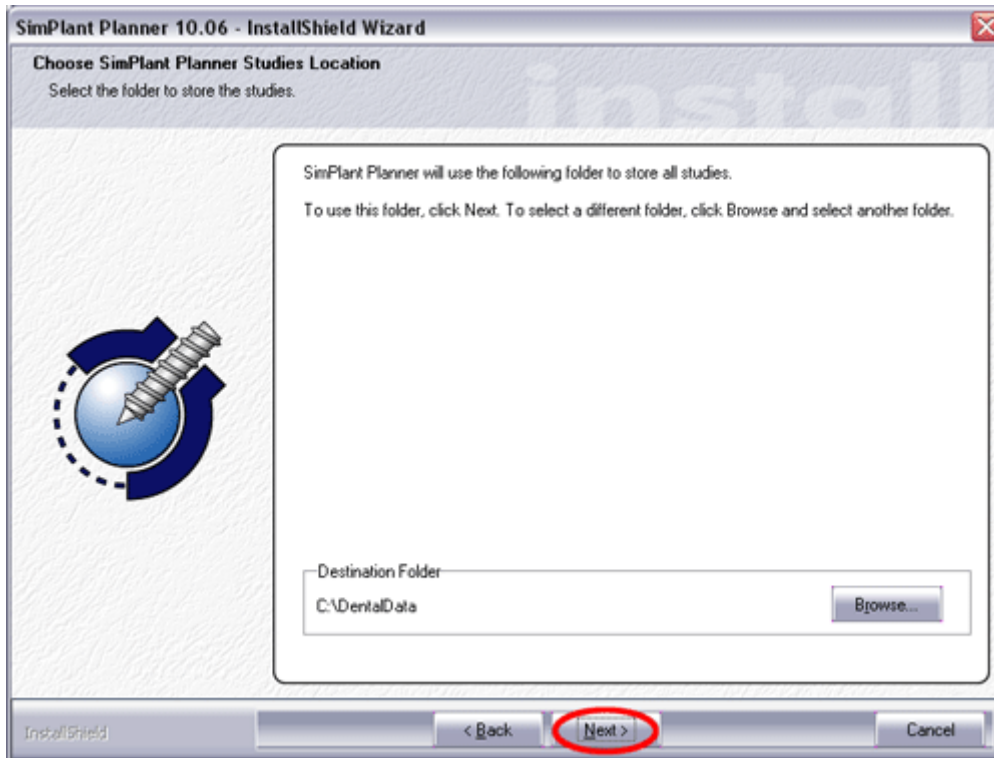 SimPlant Planner 10.06 - InstallShield Wizard
Choose SimPlant Planner Studies Location
Select the folder to store the studies.
install
SimPlant Planner will use the following folder to store all studies.
To use this folder, click Next. To select a different folder, click Browse and select another folder.
Destination Folder
C:\DentalData
Browse...
InstallShield
< Back
Next >
Cancel